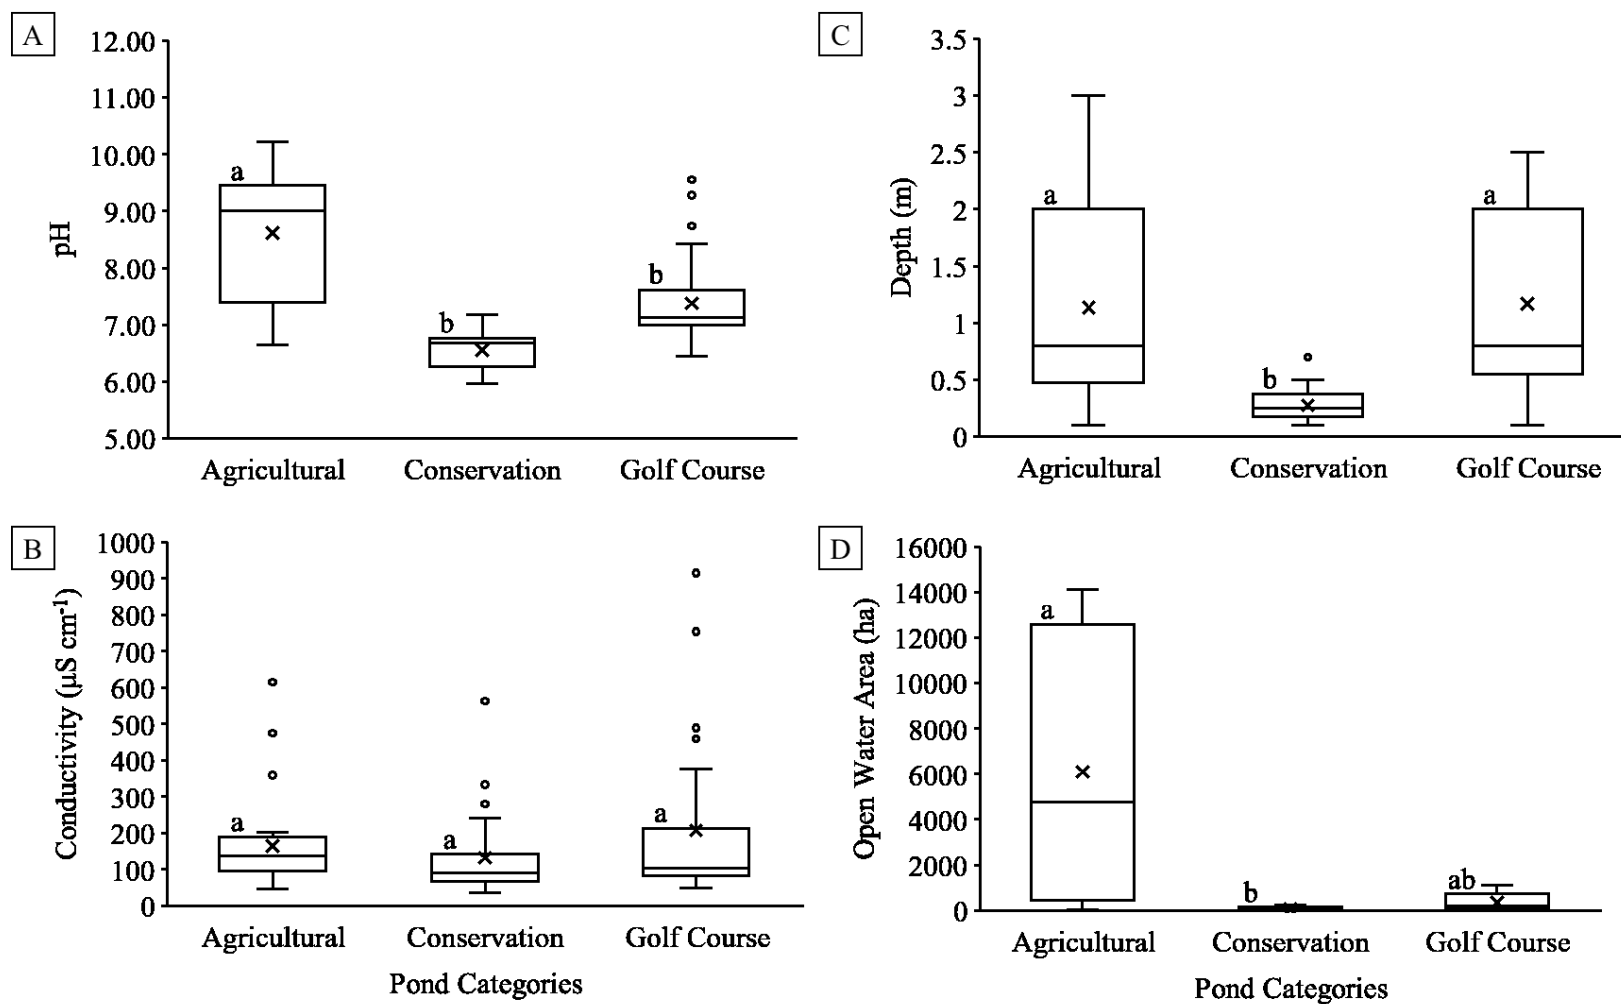 A
pH
12.00
11.00
10.00
9.00
8.00
7.00
6.00
5.00
a
b
b
Agricultural
Conservation
Golf Course
C
Depth (m)
3.5
3
2.5
2
1.5
1
0.5
0
a
b
a
Agricultural
Conservation
Golf Course
B
Conductivity (µS cm⁻¹)
1000
900
800
700
600
500
400
300
200
100
0
a
a
a
Agricultural
Conservation
Golf Course
Pond Categories
D
Open Water Area (ha)
16000
14000
12000
10000
8000
6000
4000
2000
0
a
b
ab
Agricultural
Conservation
Golf Course
Pond Categories